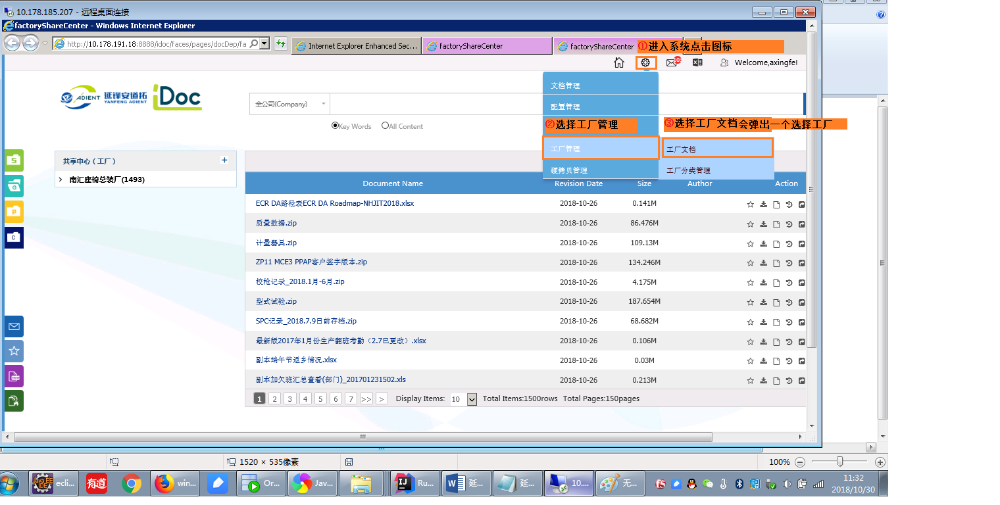 10.178.185.207 - 远程桌面连接
factoryShareCenter - Windows Internet Explorer
http://10.178.191.18:8888/idoc/faces/pages/docDep/fa
Internet Explorer Enhanced Sec...
factoryShareCenter
factoryShareCenter
①进入系统点击图标
103
Welcome,axingfe!
ADIENT 延锋安道拓 YANFENG ADIENT iDoc
全公司(Company)
Key Words All Content
文档管理
配置管理
②选择工厂管理
③选择工厂文档会弹出一个选择工厂
工厂管理
工厂文档
硬拷贝管理
工厂分类管理
共享中心（工厂） +
南汇座椅总装厂(1493)
Document Name Revision Date Size Author Action
ECR DA路径表ECR DA Roadmap-NHJIT2018.xlsx 2018-10-26 0.141M
质量数据.zip 2018-10-26 86.476M
计量器具.zip 2018-10-26 109.13M
ZP11 MCE3 PPAP客户签字版本.zip 2018-10-26 134.246M
校枪记录_2018.1月-6月.zip 2018-10-26 4.175M
型式试验.zip 2018-10-26 187.654M
SPC记录_2018.7.9日前存档.zip 2018-10-26 68.682M
最新版2017年1月份生产翻班考勤（2.7已更改）.xlsx 2018-10-26 0.106M
副本端午节返乡情况.xlsx 2018-10-26 0.03M
副本加欠班汇总查看(部门)_201701231502.xls 2018-10-26 0.213M
1 2 3 4 5 6 7 >> > Display Items: 10 Total Items:1500rows Total Pages:150pages
S
G
P
C
1520 × 535像素
100%
Java EE IDE
ecli...
有道
win...
Or...
Jav...
IJ
Ru...
W
延...
延...
10....
无...
11:32
2018/10/30